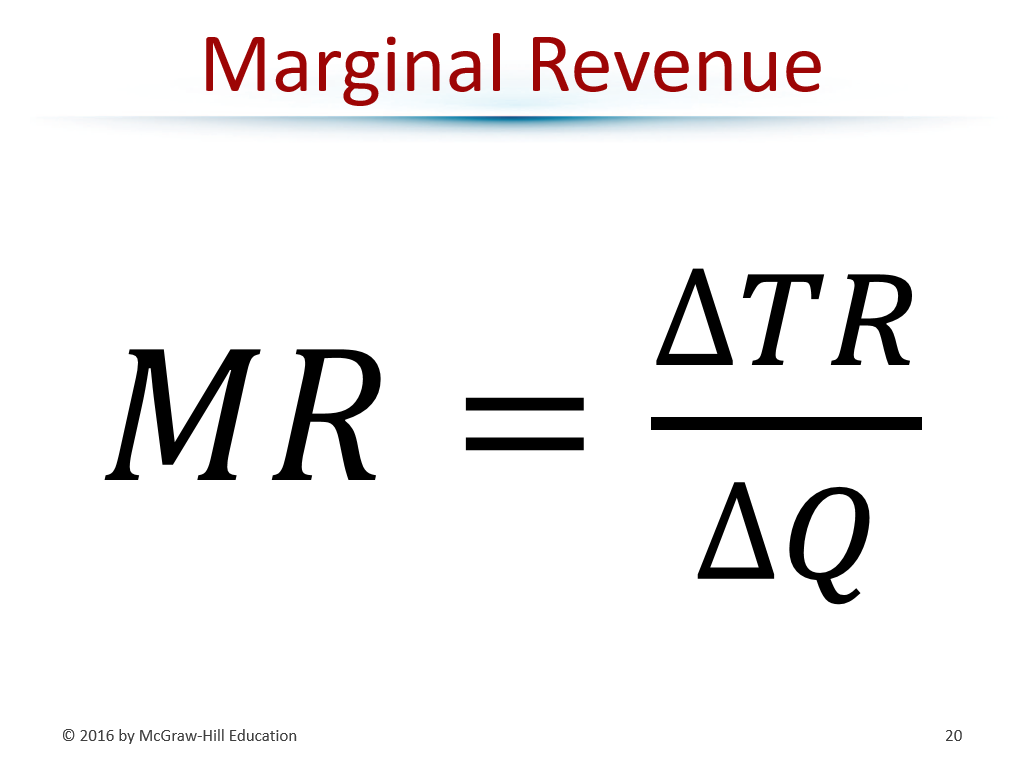 Marginal Revenue
MR = ΔTR / ΔQ
© 2016 by McGraw-Hill Education
20